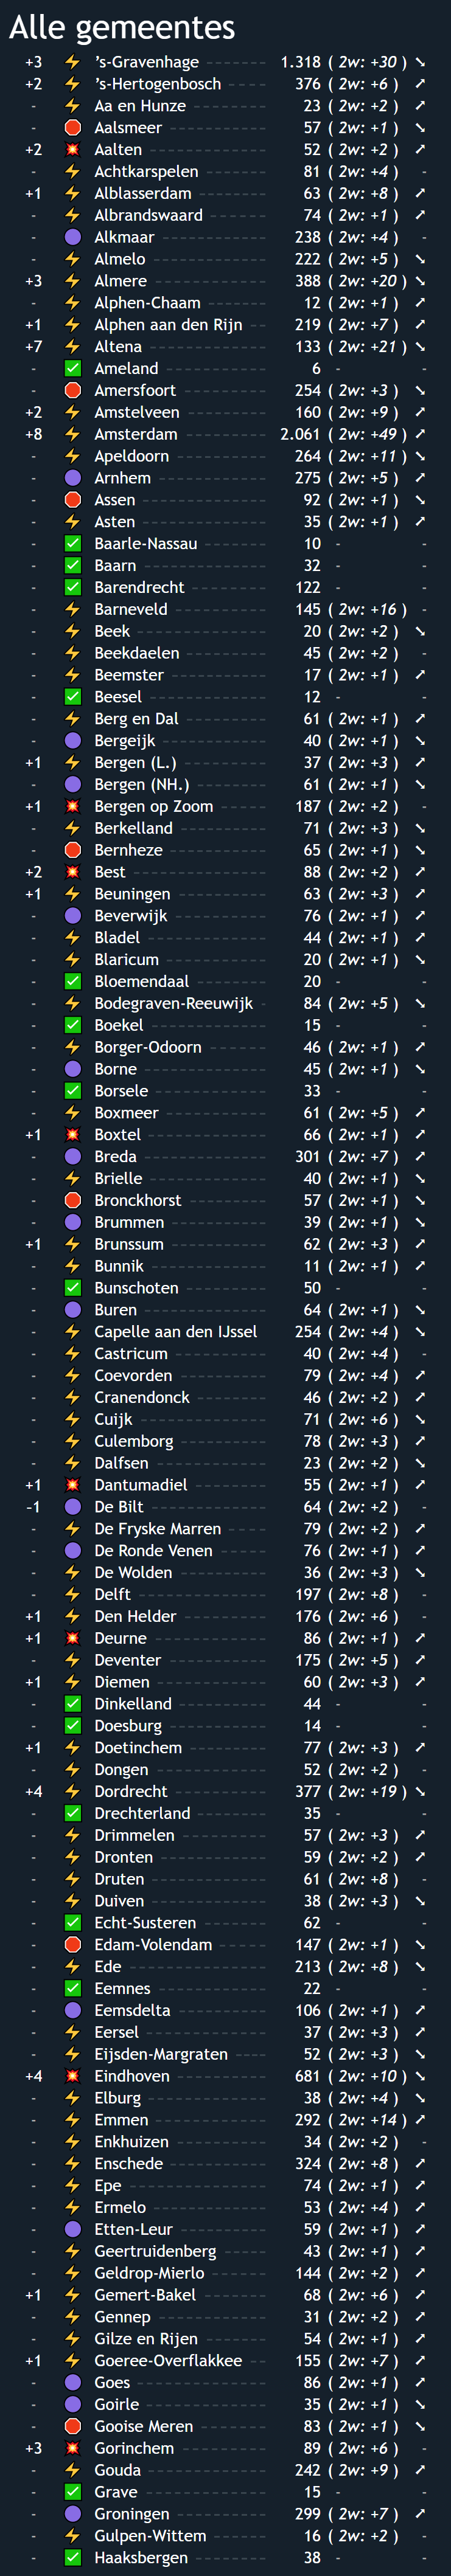 Alle gemeentes
+3 ⚡ ’s-Gravenhage 1.318 ( 2w: +30 ) ➘
+2 ⚡ ’s-Hertogenbosch 376 ( 2w: +6 ) ➚
- ⚡ Aa en Hunze 23 ( 2w: +2 ) ➚
- 🛑 Aalsmeer 57 ( 2w: +1 ) ➘
+2 💥 Aalten 52 ( 2w: +2 ) ➚
- ⚡ Achtkarspelen 81 ( 2w: +4 ) -
+1 ⚡ Alblasserdam 63 ( 2w: +8 ) ➚
- ⚡ Albrandswaard 74 ( 2w: +1 ) ➚
- 🟣 Alkmaar 238 ( 2w: +4 ) -
- ⚡ Almelo 222 ( 2w: +5 ) ➘
+3 ⚡ Almere 388 ( 2w: +20 ) ➘
- ⚡ Alphen-Chaam 12 ( 2w: +1 ) ➚
+1 ⚡ Alphen aan den Rijn 219 ( 2w: +7 ) ➚
+7 ⚡ Altena 133 ( 2w: +21 ) ➘
- ✅ Ameland 6 - -
- 🛑 Amersfoort 254 ( 2w: +3 ) ➘
+2 ⚡ Amstelveen 160 ( 2w: +9 ) ➚
+8 ⚡ Amsterdam 2.061 ( 2w: +49 ) ➚
- ⚡ Apeldoorn 264 ( 2w: +11 ) ➘
- 🟣 Arnhem 275 ( 2w: +5 ) ➚
- 🛑 Assen 92 ( 2w: +1 ) ➘
- ⚡ Asten 35 ( 2w: +1 ) ➚
- ✅ Baarle-Nassau 10 - -
- ✅ Baarn 32 - -
- ✅ Barendrecht 122 - -
- ⚡ Barneveld 145 ( 2w: +16 ) -
- ⚡ Beek 20 ( 2w: +2 ) ➘
- ⚡ Beekdaelen 45 ( 2w: +2 ) -
- ⚡ Beemster 17 ( 2w: +1 ) ➚
- ✅ Beesel 12 - -
- ⚡ Berg en Dal 61 ( 2w: +1 ) ➚
- 🟣 Bergeijk 40 ( 2w: +1 ) ➘
+1 ⚡ Bergen (L.) 37 ( 2w: +3 ) ➚
- 🟣 Bergen (NH.) 61 ( 2w: +1 ) ➘
+1 💥 Bergen op Zoom 187 ( 2w: +2 ) -
- ⚡ Berkelland 71 ( 2w: +3 ) ➘
- 🛑 Bernheze 65 ( 2w: +1 ) ➘
+2 💥 Best 88 ( 2w: +2 ) ➚
+1 ⚡ Beuningen 63 ( 2w: +3 ) ➚
- 🟣 Beverwijk 76 ( 2w: +1 ) ➚
- ⚡ Bladel 44 ( 2w: +1 ) ➚
- ⚡ Blaricum 20 ( 2w: +1 ) ➘
- ✅ Bloemendaal 20 - -
- ⚡ Bodegraven-Reeuwijk 84 ( 2w: +5 ) ➘
- ✅ Boekel 15 - -
- ⚡ Borger-Odoorn 46 ( 2w: +1 ) ➚
- 🟣 Borne 45 ( 2w: +1 ) ➘
- ✅ Borsele 33 - -
- ⚡ Boxmeer 61 ( 2w: +5 ) ➚
+1 💥 Boxtel 66 ( 2w: +1 ) ➚
- 🟣 Breda 301 ( 2w: +7 ) ➚
- ⚡ Brielle 40 ( 2w: +1 ) ➘
- 🛑 Bronckhorst 57 ( 2w: +1 ) ➘
- 🟣 Brummen 39 ( 2w: +1 ) ➘
+1 ⚡ Brunssum 62 ( 2w: +3 ) ➚
- ⚡ Bunnik 11 ( 2w: +1 ) ➚
- ✅ Bunschoten 50 - -
- 🟣 Buren 64 ( 2w: +1 ) ➘
- ⚡ Capelle aan den IJssel 254 ( 2w: +4 ) ➘
- ⚡ Castricum 40 ( 2w: +4 ) -
- ⚡ Coevorden 79 ( 2w: +4 ) ➚
- ⚡ Cranendonck 46 ( 2w: +2 ) ➚
- ⚡ Cuijk 71 ( 2w: +6 ) ➘
- ⚡ Culemborg 78 ( 2w: +3 ) ➚
- ⚡ Dalfsen 23 ( 2w: +2 ) ➘
+1 💥 Dantumadiel 55 ( 2w: +1 ) ➚
-1 🟣 De Bilt 64 ( 2w: +2 ) -
- ⚡ De Fryske Marren 79 ( 2w: +2 ) ➚
- 🟣 De Ronde Venen 76 ( 2w: +1 ) ➚
- ⚡ De Wolden 36 ( 2w: +3 ) ➘
- ⚡ Delft 197 ( 2w: +8 ) -
+1 ⚡ Den Helder 176 ( 2w: +6 ) -
+1 💥 Deurne 86 ( 2w: +1 ) ➚
- ⚡ Deventer 175 ( 2w: +5 ) ➚
+1 ⚡ Diemen 60 ( 2w: +3 ) ➚
- ✅ Dinkelland 44 - -
- ✅ Doesburg 14 - -
+1 ⚡ Doetinchem 77 ( 2w: +3 ) ➚
- ⚡ Dongen 52 ( 2w: +2 ) -
+4 ⚡ Dordrecht 377 ( 2w: +19 ) ➘
- ✅ Drechterland 35 - -
- ⚡ Drimmelen 57 ( 2w: +3 ) ➚
- ⚡ Dronten 59 ( 2w: +2 ) ➚
- ⚡ Druten 61 ( 2w: +8 ) -
- ⚡ Duiven 38 ( 2w: +3 ) ➘
- ✅ Echt-Susteren 62 - -
- 🛑 Edam-Volendam 147 ( 2w: +1 ) ➘
- ⚡ Ede 213 ( 2w: +8 ) ➘
- ✅ Eemnes 22 - -
- 🟣 Eemsdelta 106 ( 2w: +1 ) ➚
- ⚡ Eersel 37 ( 2w: +3 ) ➚
- ⚡ Eijsden-Margraten 52 ( 2w: +3 ) ➘
+4 💥 Eindhoven 681 ( 2w: +10 ) ➘
- ⚡ Elburg 38 ( 2w: +4 ) ➘
- ⚡ Emmen 292 ( 2w: +14 ) ➚
- ⚡ Enkhuizen 34 ( 2w: +2 ) -
- ⚡ Enschede 324 ( 2w: +8 ) ➚
- ⚡ Epe 74 ( 2w: +1 ) ➚
- ⚡ Ermelo 53 ( 2w: +4 ) ➚
- 🟣 Etten-Leur 59 ( 2w: +1 ) ➚
- ⚡ Geertruidenberg 43 ( 2w: +1 ) ➚
- ⚡ Geldrop-Mierlo 144 ( 2w: +2 ) ➚
+1 ⚡ Gemert-Bakel 68 ( 2w: +6 ) ➚
- ⚡ Gennep 31 ( 2w: +2 ) ➚
- ⚡ Gilze en Rijen 54 ( 2w: +1 ) ➚
+1 ⚡ Goeree-Overflakkee 155 ( 2w: +7 ) ➚
- 🟣 Goes 86 ( 2w: +1 ) ➚
- 🟣 Goirle 35 ( 2w: +1 ) ➘
- 🛑 Gooise Meren 83 ( 2w: +1 ) ➘
+3 💥 Gorinchem 89 ( 2w: +6 ) -
- ⚡ Gouda 242 ( 2w: +9 ) ➚
- ✅ Grave 15 - -
- 🟣 Groningen 299 ( 2w: +7 ) ➚
- ⚡ Gulpen-Wittem 16 ( 2w: +2 ) -
- ✅ Haaksbergen 38 - -